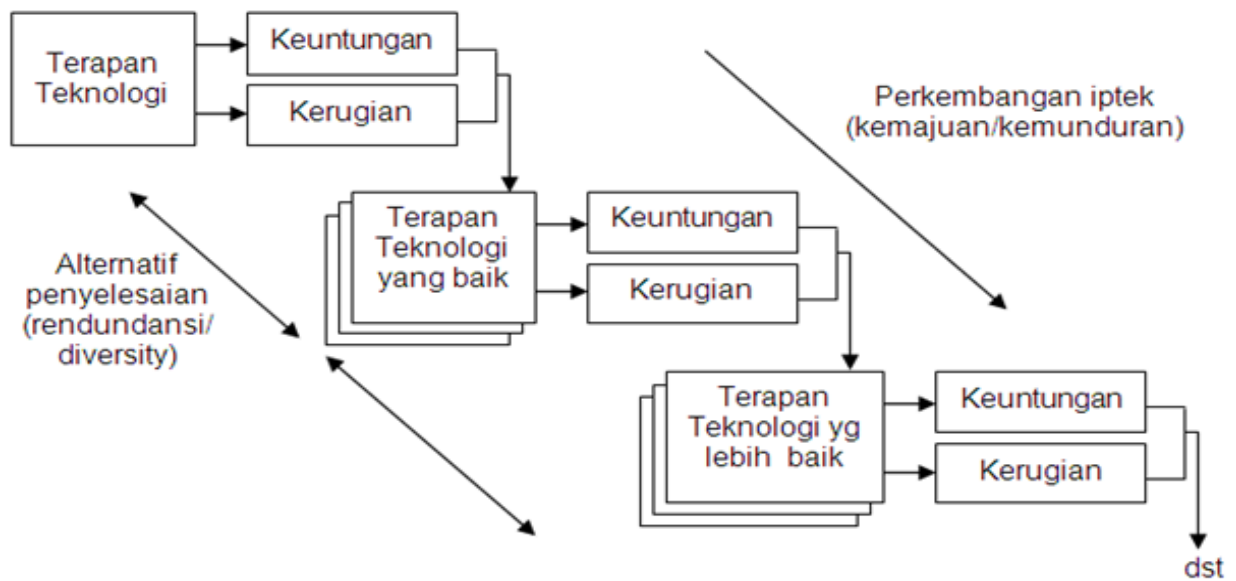 Terapan
Teknologi
Keuntungan
Kerugian
Perkembangan iptek
(kemajuan/kemunduran)
Alternatif
penyelesaian
(rendundansi/
diversity)
Terapan
Teknologi
yang baik
Keuntungan
Kerugian
Terapan
Teknologi yg
lebih baik
Keuntungan
Kerugian
dst